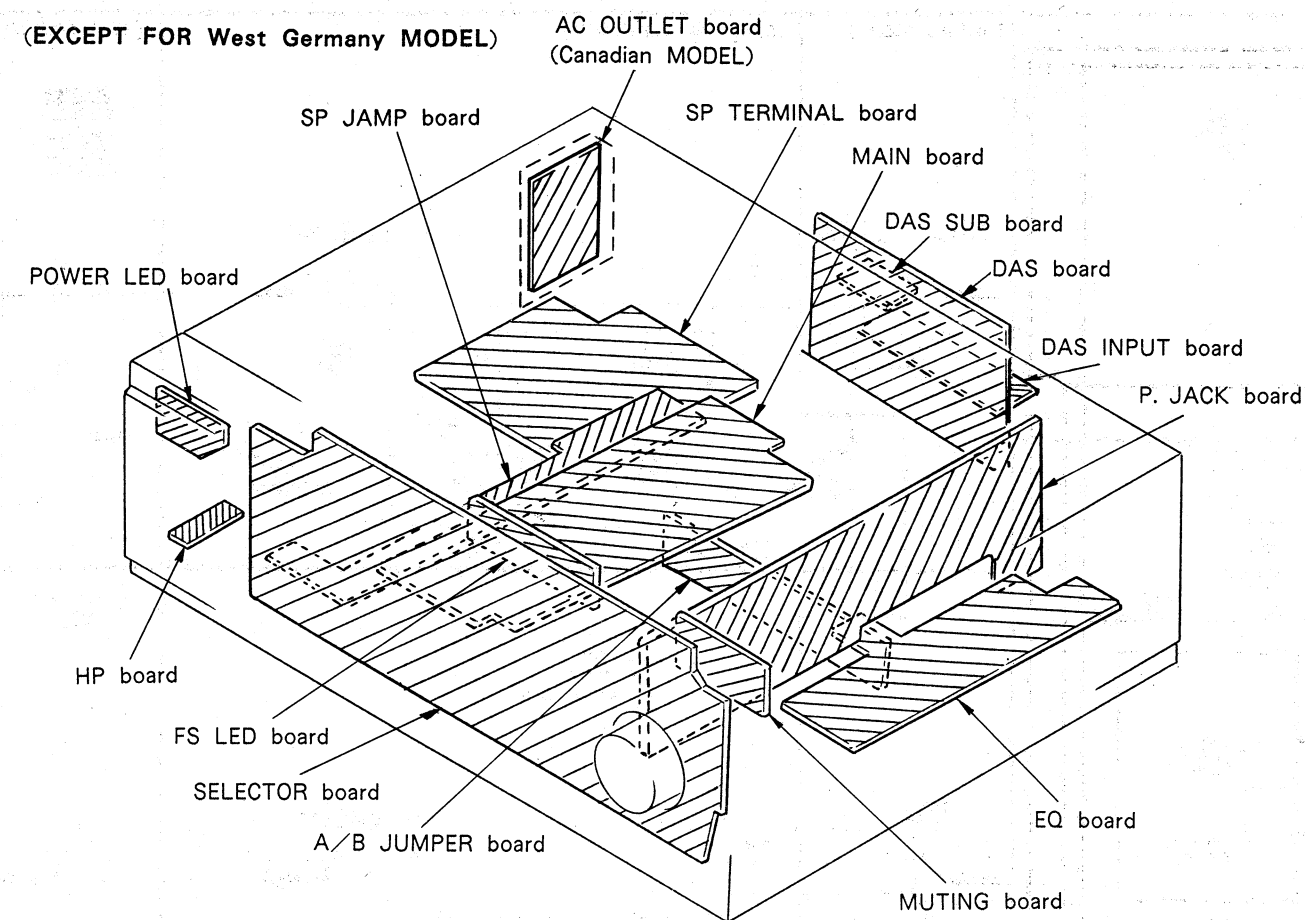 (EXCEPT FOR West Germany MODEL)
AC OUTLET board
(Canadian MODEL)
SP JAMP board
SP TERMINAL board
MAIN board
DAS SUB board
DAS board
POWER LED board
DAS INPUT board
P. JACK board
HP board
FS LED board
SELECTOR board
A/B JUMPER board
EQ board
MUTING board